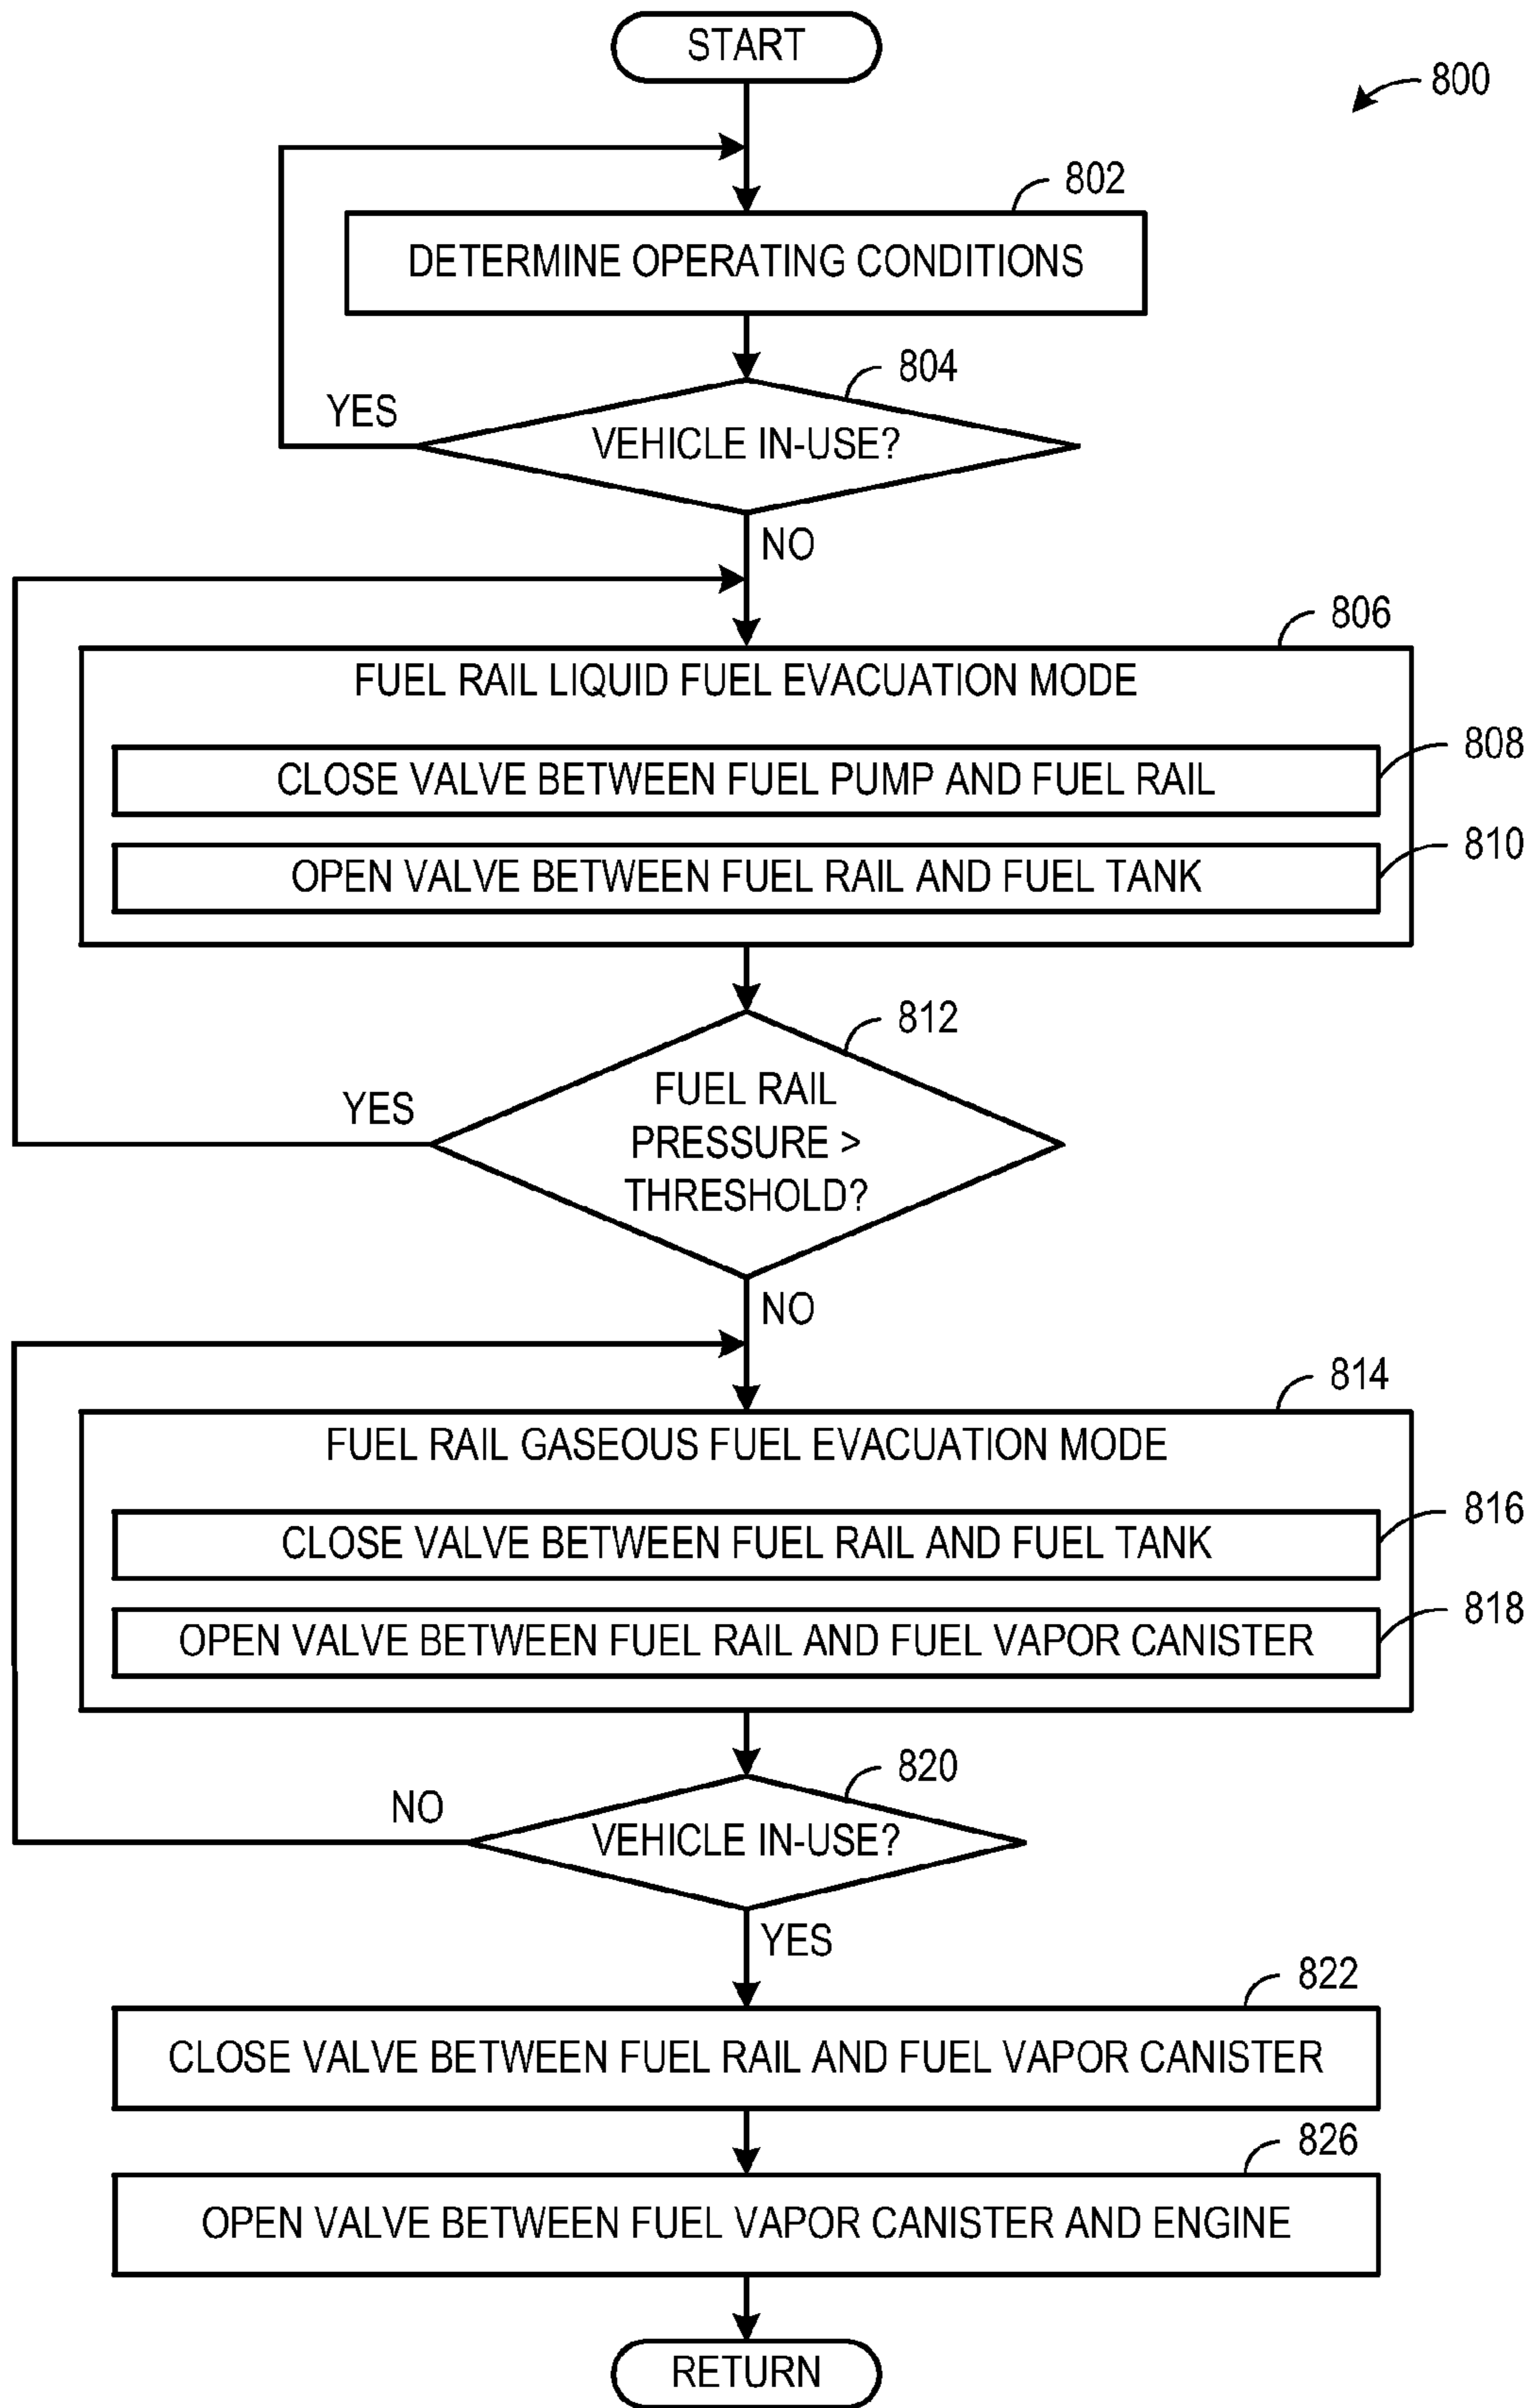 START
800
802
DETERMINE OPERATING CONDITIONS
804
YES
VEHICLE IN-USE?
NO
806
FUEL RAIL LIQUID FUEL EVACUATION MODE
808
CLOSE VALVE BETWEEN FUEL PUMP AND FUEL RAIL
810
OPEN VALVE BETWEEN FUEL RAIL AND FUEL TANK
812
YES
FUEL RAIL
PRESSURE >
THRESHOLD?
NO
814
FUEL RAIL GASEOUS FUEL EVACUATION MODE
816
CLOSE VALVE BETWEEN FUEL RAIL AND FUEL TANK
818
OPEN VALVE BETWEEN FUEL RAIL AND FUEL VAPOR CANISTER
820
NO
VEHICLE IN-USE?
YES
822
CLOSE VALVE BETWEEN FUEL RAIL AND FUEL VAPOR CANISTER
826
OPEN VALVE BETWEEN FUEL VAPOR CANISTER AND ENGINE
RETURN